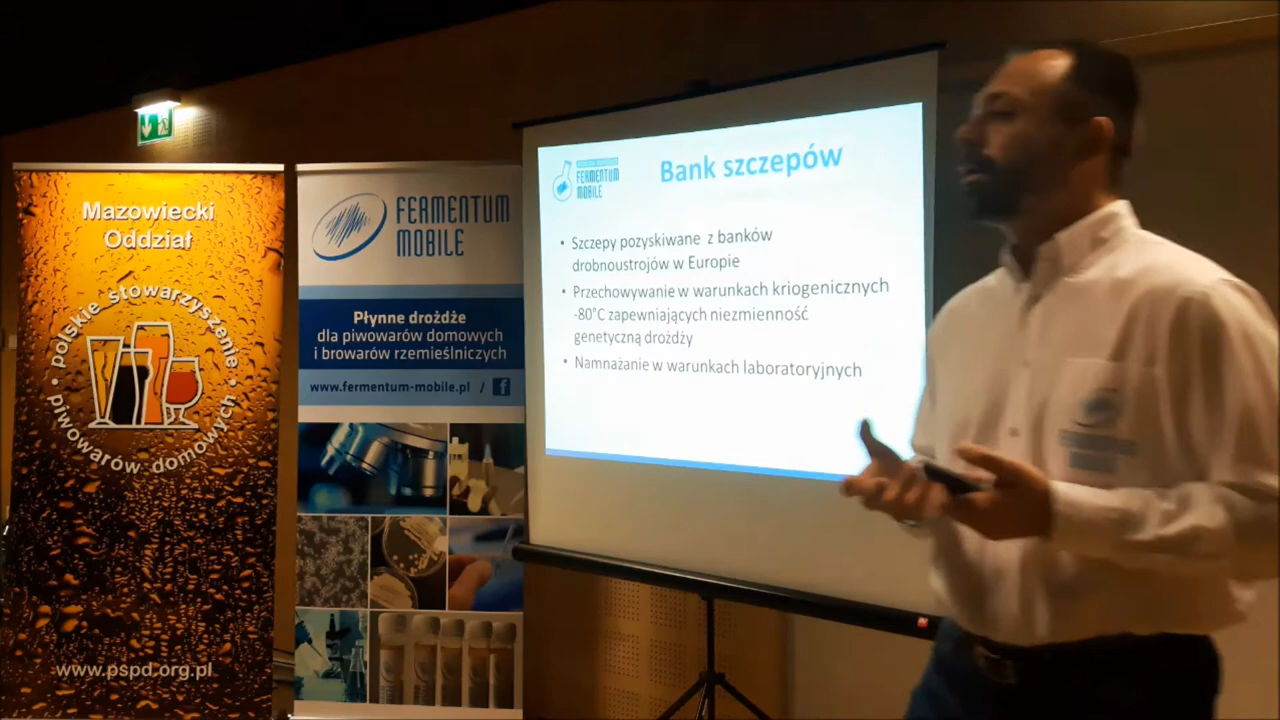 Mazowiecki
Oddział
polskie stowarzyszenie
piwowarów domowych
www.pspd.org.pl
FERMENTUM
MOBILE
Płynne drożdże
dla piwowarów domowych
i browarów rzemieślniczych
www.fermentum-mobile.pl / f
FERMENTUM
MOBILE
Bank szczepów
• Szczepy pozyskiwane z banków
drobnoustrojów w Europie
• Przechowywanie w warunkach kriogenicznych
-80°C zapewniających niezmienność
genetyczną drożdży
• Namnażanie w warunkach laboratoryjnych